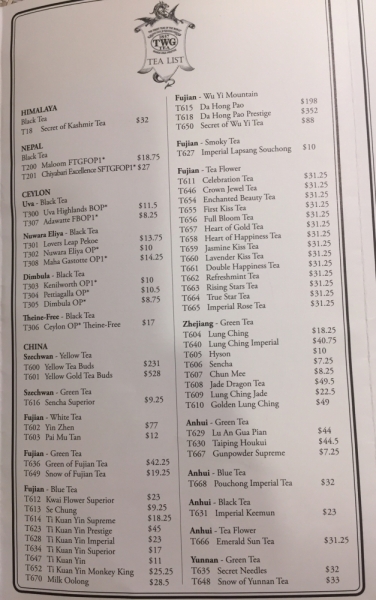 TWG
TEA
TEA LIST
HIMALAYA
Black Tea
T18 Secret of Kashmir Tea $32
NEPAL
Black Tea
T200 Maloom FTGFOP1* $18.75
T201 Chiyabari Excellence SFTGFOP1* $27
CEYLON
Uva - Black Tea
T300 Uva Highlands BOP* $11.5
T307 Adawatte FBOP1* $8.25
Nuwara Eliya - Black Tea
T301 Lovers Leap Pekoe $13.75
T302 Nuwara Eliya OP* $10
T308 Maha Gastotte OP1* $14.25
Dimbula - Black Tea
T303 Kenilworth OP1* $10
T304 Pettiagalla OP* $10.5
T305 Dimbula OP* $8.75
Theine-Free - Black Tea
T306 Ceylon OP* Theine-Free $17
CHINA
Szechwan - Yellow Tea
T600 Yellow Tea Buds $231
T601 Yellow Gold Tea Buds $528
Szechwan - Green Tea
T616 Sencha Superior $9.25
Fujian - White Tea
T602 Yin Zhen $77
T603 Pai Mu Tan $12
Fujian - Green Tea
T636 Green of Fujian Tea $42.25
T649 Snow of Fujian Tea $19.25
Fujian - Blue Tea
T612 Kwai Flower Superior $23
T613 Se Chung $9.25
T614 Ti Kuan Yin Supreme $18.25
T623 Ti Kuan Yin Prestige $45
T628 Ti Kuan Yin Imperial $23
T634 Ti Kuan Yin Superior $17
T647 Ti Kuan Yin $11
T652 Ti Kuan Yin Monkey King $25.25
T670 Milk Oolong $28.5
Fujian - Wu Yi Mountain
T615 Da Hong Pao $198
T618 Da Hong Pao Prestige $352
T650 Secret of Wu Yi Tea $88
Fujian - Smoky Tea
T627 Imperial Lapsang Souchong $10
Fujian - Tea Flower
T611 Celebration Tea $31.25
T646 Crown Jewel Tea $31.25
T654 Enchanted Beauty Tea $31.25
T655 First Kiss Tea $31.25
T656 Full Bloom Tea $31.25
T657 Heart of Gold Tea $31.25
T658 Heart of Happiness Tea $31.25
T659 Jasmine Kiss Tea $31.25
T660 Lavender Kiss Tea $31.25
T661 Double Happiness Tea $31.25
T662 Refreshmint Tea $31.25
T663 Rising Stars Tea $31.25
T664 True Star Tea $31.25
T665 Imperial Rose Tea $31.25
Zhejiang - Green Tea
T604 Lung Ching $18.25
T640 Lung Ching Imperial $40.75
T605 Hyson $10
T606 Sencha $7.25
T607 Chun Mee $8.25
T608 Jade Dragon Tea $49.5
T609 Lung Ching Jade $22.5
T610 Golden Lung Ching $49
Anhui - Green Tea
T629 Lu An Gua Pian $44
T630 Taiping Houkui $44.5
T667 Gunpowder Supreme $7.25
Anhui - Blue Tea
T668 Pouchong Imperial Tea $32
Anhui - Black Tea
T631 Imperial Keemun $23
Anhui - Tea Flower
T666 Emerald Sun Tea $31.25
Yunnan - Green Tea
T635 Secret Needles $32
T648 Snow of Yunnan Tea $33